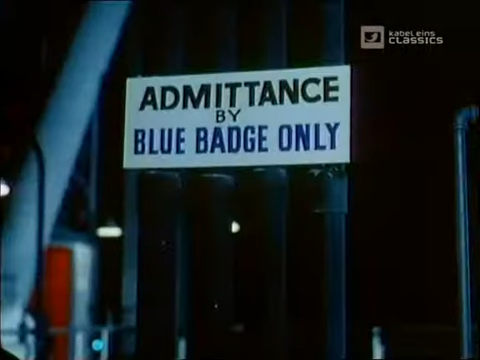 kabel eins
CLASSICS
ADMITTANCE
BY
BLUE BADGE ONLY